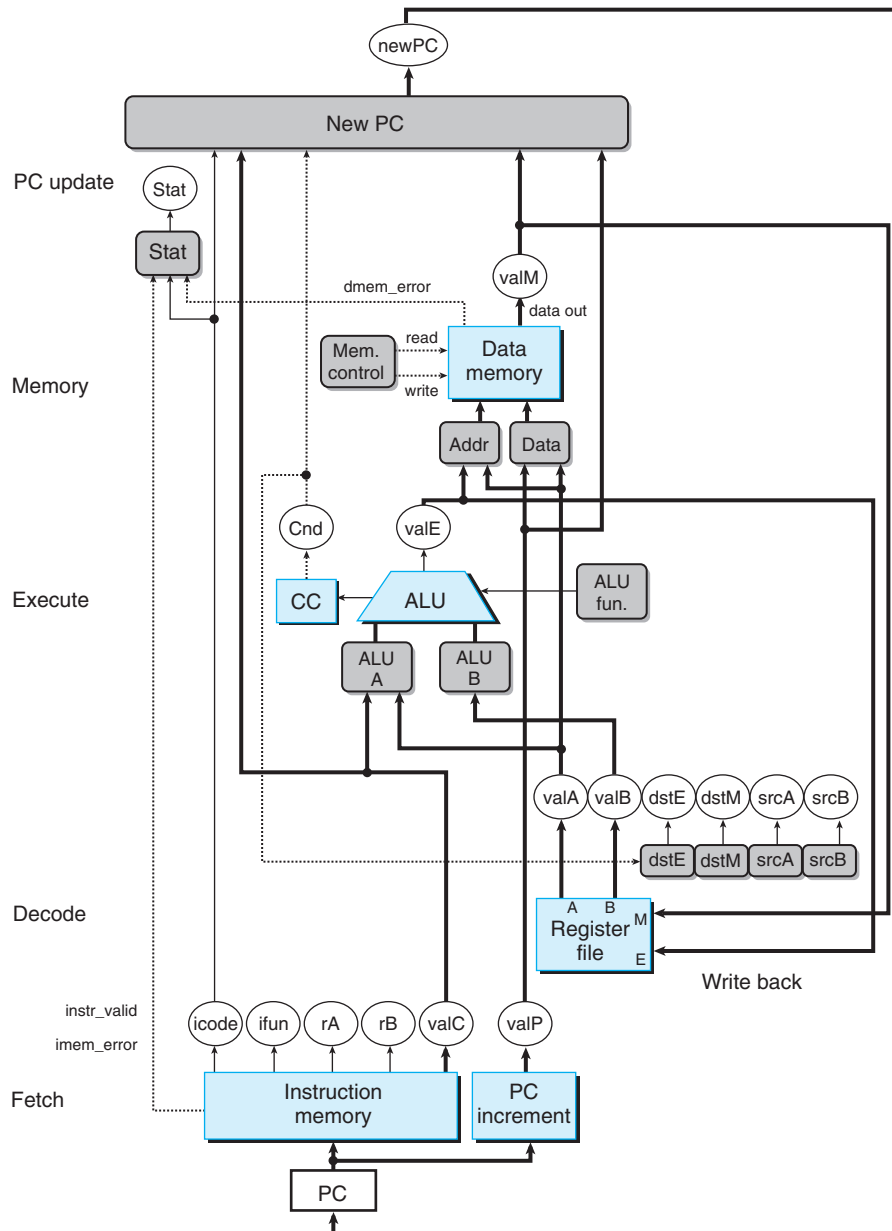 newPC
New PC
PC update
Stat
Stat
valM
dmem_error
data out
read
Mem.
control
Data
memory
write
Memory
Addr
Data
Cnd
valE
Execute
CC
ALU
ALU
fun.
ALU
A
ALU
B
valA
valB
dstE
dstM
srcA
srcB
dstE
dstM
srcA
srcB
Decode
A
B
M
Register
file
E
Write back
instr_valid
imem_error
icode
ifun
rA
rB
valC
valP
Fetch
Instruction
memory
PC
increment
PC